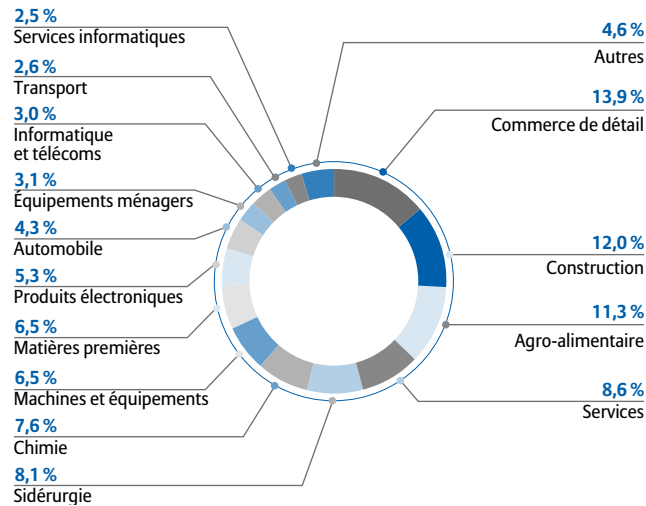 2,5 %
Services informatiques
2,6 %
Transport
3,0 %
Informatique
et télécoms
3,1 %
Équipements ménagers
4,3 %
Automobile
5,3 %
Produits électroniques
6,5 %
Matières premières
6,5 %
Machines et équipements
7,6 %
Chimie
8,1 %
Sidérurgie
4,6 %
Autres
13,9 %
Commerce de détail
12,0 %
Construction
11,3 %
Agro-alimentaire
8,6 %
Services